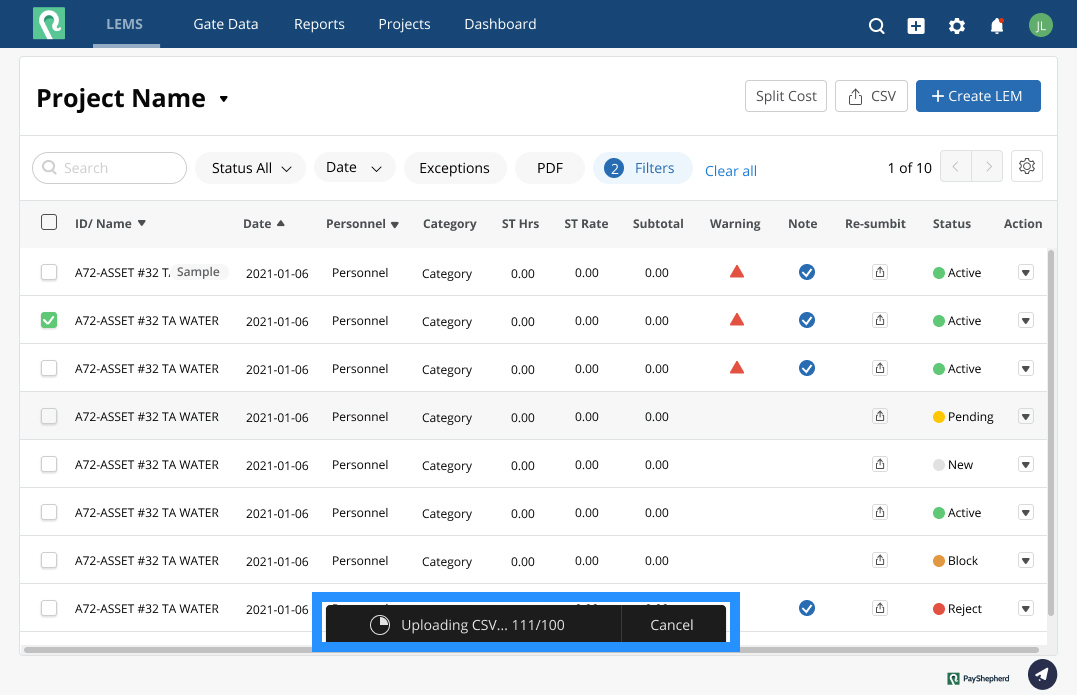 LEMS Gate Data Reports Projects Dashboard JL
Project Name Split Cost CSV + Create LEM
Search Status All Date Exceptions PDF 2 Filters Clear all 1 of 10
ID/ Name Date Personnel Category ST Hrs ST Rate Subtotal Warning Note Re-sumbit Status Action
A72-ASSET #32 TA Sample 2021-01-06 Personnel Category 0.00 0.00 0.00 Active
A72-ASSET #32 TA WATER 2021-01-06 Personnel Category 0.00 0.00 0.00 Active
A72-ASSET #32 TA WATER 2021-01-06 Personnel Category 0.00 0.00 0.00 Active
A72-ASSET #32 TA WATER 2021-01-06 Personnel Category 0.00 0.00 0.00 Pending
A72-ASSET #32 TA WATER 2021-01-06 Personnel Category 0.00 0.00 0.00 New
A72-ASSET #32 TA WATER 2021-01-06 Personnel Category 0.00 0.00 0.00 Active
A72-ASSET #32 TA WATER 2021-01-06 Personnel Category 0.00 0.00 0.00 Block
A72-ASSET #32 TA WATER 2021-01-06 Reject
Uploading CSV... 111/100 Cancel
PayShepherd